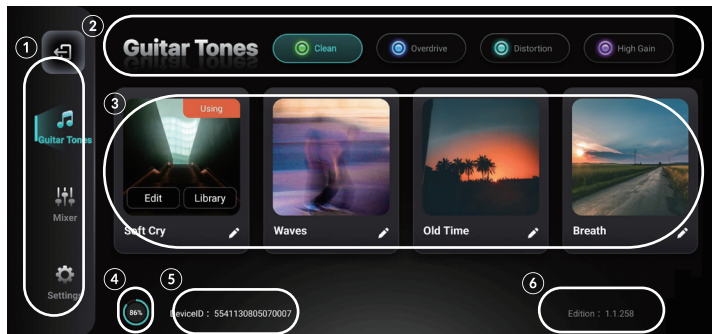 1
2
Guitar Tones
Clean
Overdrive
Distortion
High Gain
3
Using
Guitar Tones
Edit
Library
Mixer
Soft Cry
Waves
Old Time
Breath
Settings
4
5
6
86%
DeviceID : 5541130805070007
Edition : 1.1.258